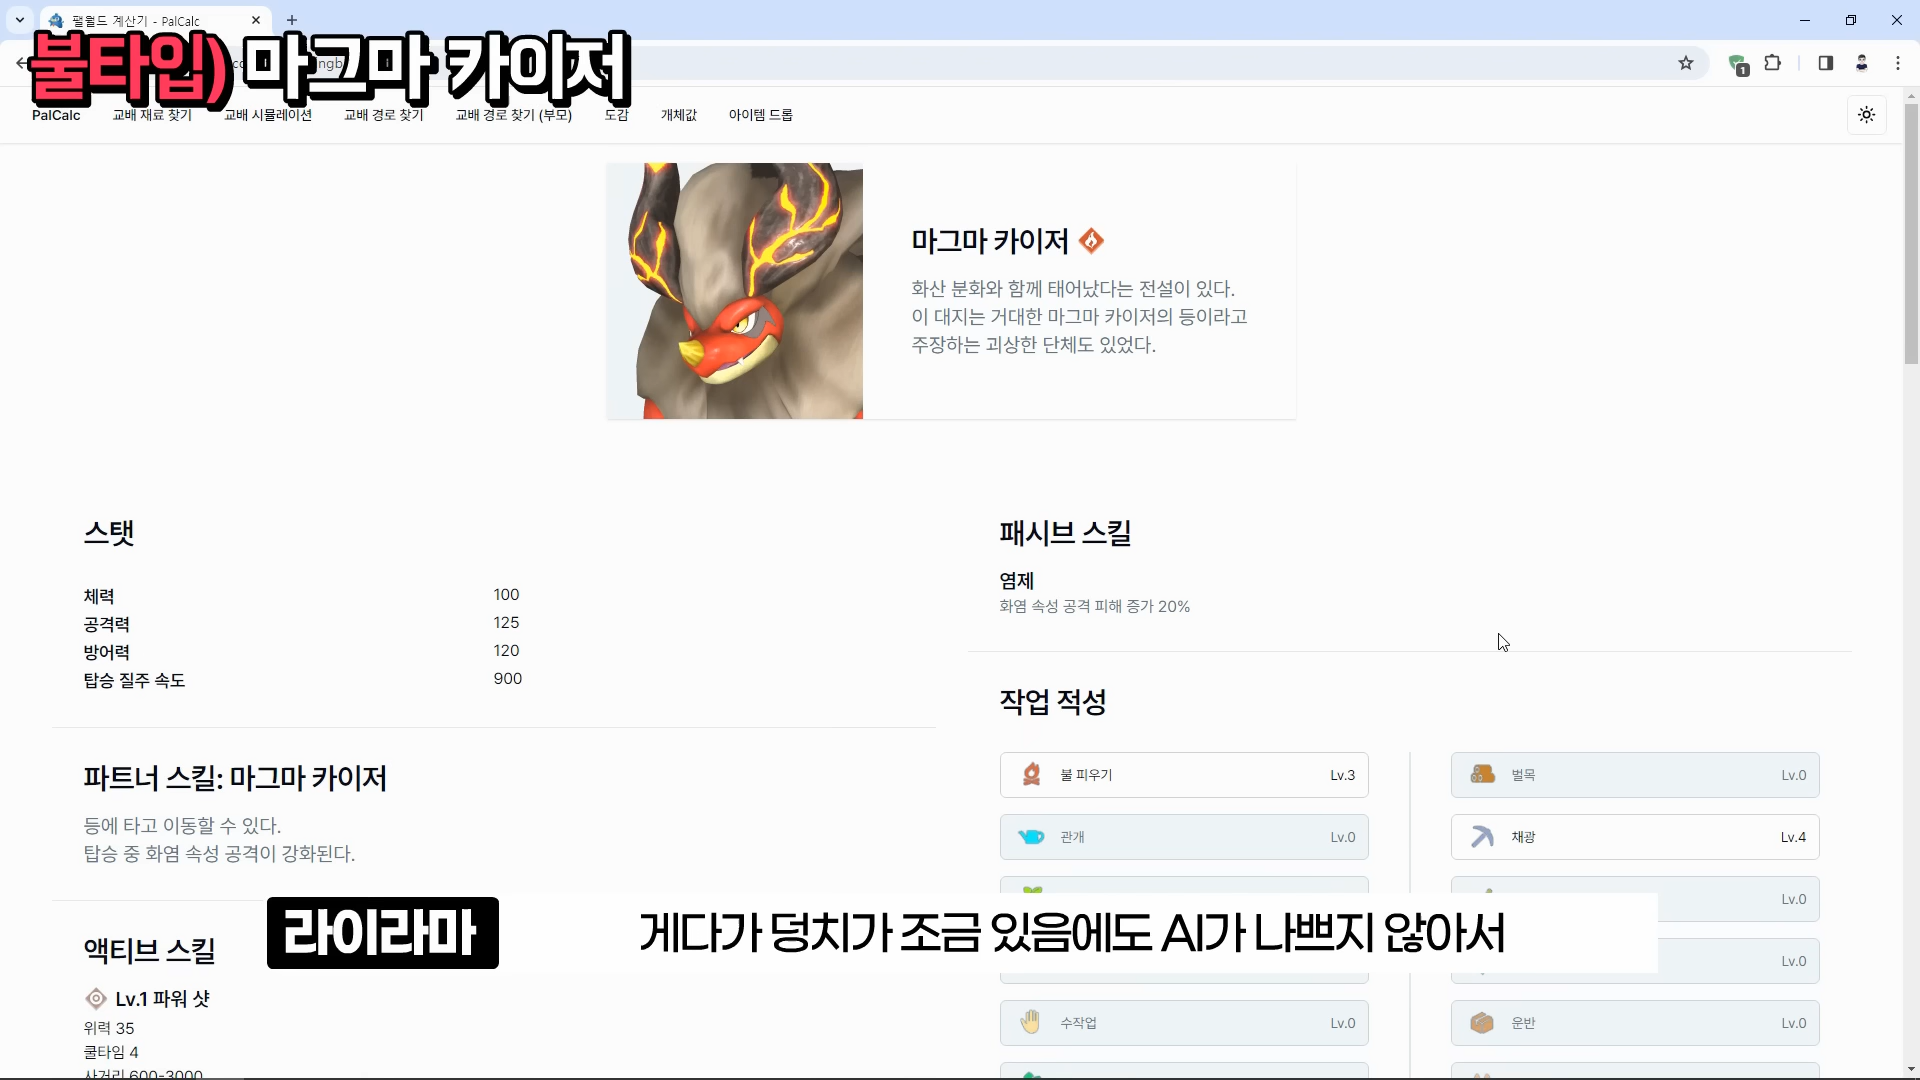 팰월드 계산기 - PalCalc
불타입) 마그마 카이저
1
PalCalc 교배 재료 찾기 교배 시뮬레이션 교배 경로 찾기 교배 경로 찾기 (부모) 도감 개체값 아이템 드롭
마그마 카이저
화산 분화와 함께 태어났다는 전설이 있다.
이 대지는 거대한 마그마 카이저의 등이라고
주장하는 괴상한 단체도 있었다.
스탯
체력 100
공격력 125
방어력 120
탑승 질주 속도 900
파트너 스킬: 마그마 카이저
등에 타고 이동할 수 있다.
탑승 중 화염 속성 공격이 강화된다.
액티브 스킬
Lv.1 파워 샷
위력 35
쿨타임 4
사거리 600-3000
패시브 스킬
염제
화염 속성 공격 피해 증가 20%
작업 적성
불 피우기 Lv.3
벌목 Lv.0
관개 Lv.0
채광 Lv.4
Lv.0
Lv.0
수작업 Lv.0
운반 Lv.0
라이라마 게다가 덩치가 조금 있음에도 AI가 나쁘지 않아서